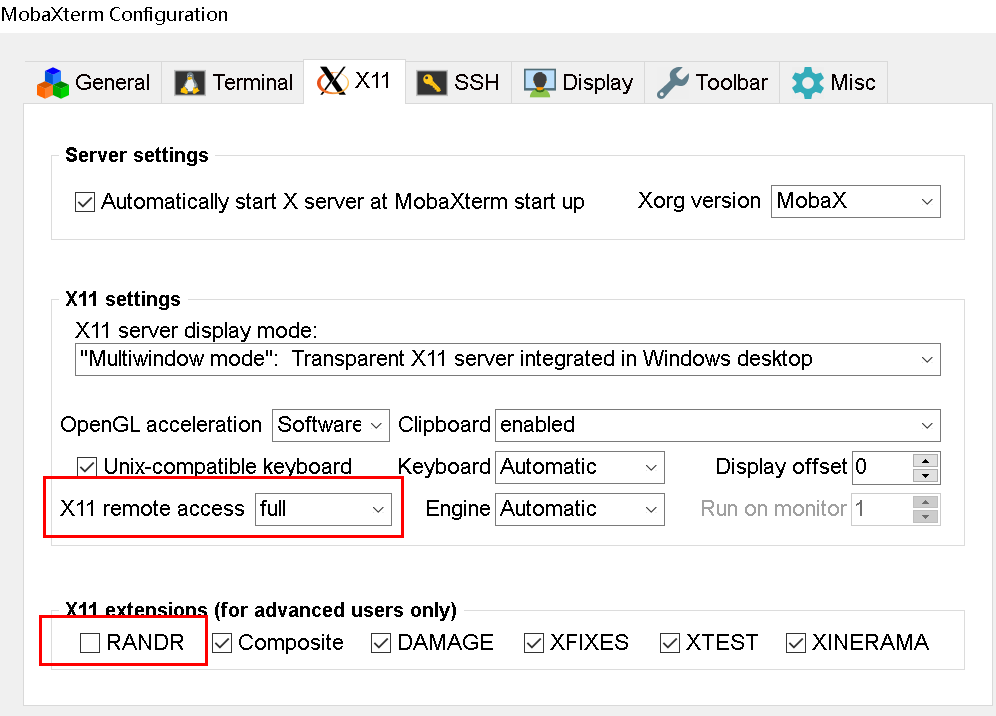 MobaXterm Configuration
General Terminal X11 SSH Display Toolbar Misc
Server settings
Automatically start X server at MobaXterm start up Xorg version MobaX
X11 settings
X11 server display mode:
"Multiwindow mode": Transparent X11 server integrated in Windows desktop
OpenGL acceleration Software Clipboard enabled
Unix-compatible keyboard Keyboard Automatic Display offset 0
X11 remote access full Engine Automatic Run on monitor 1
X11 extensions (for advanced users only)
RANDR Composite DAMAGE XFIXES XTEST XINERAMA